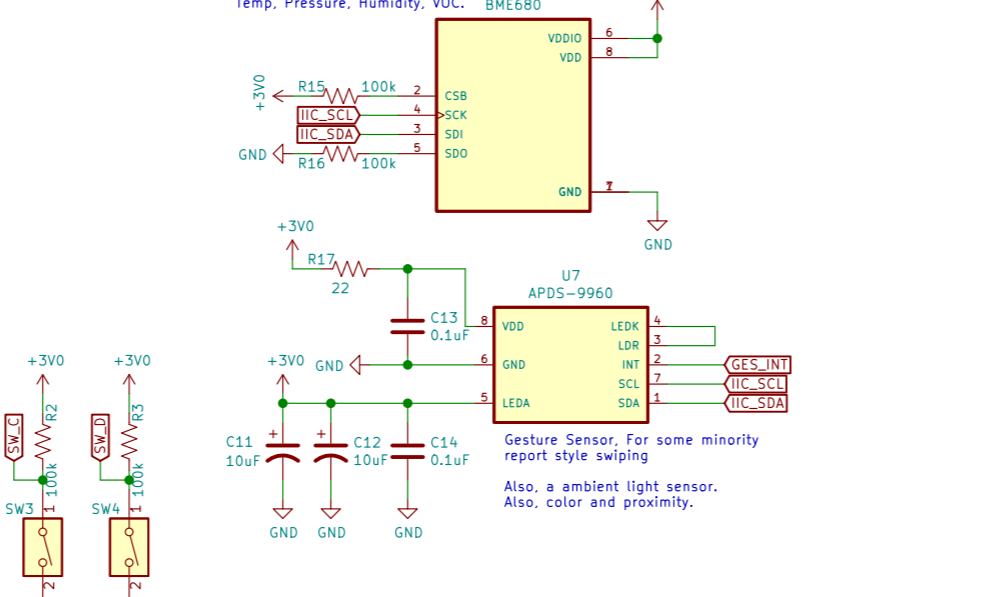 Temp, Pressure, Humidity, VOC.
BME680
VDDIO 6
VDD 8
+3V0
R15 100k 2 CSB
IIC_SCL 4 SCK
IIC_SDA 3 SDI
GND R16 100k 5 SDO
GND
GND
+3V0
R17
22
C13
0.1uF
GND
U7
APDS-9960
8 VDD
6 GND
5 LEDA
LEDK 4
LDR 3
INT 2 GES_INT
SCL 7 IIC_SCL
SDA 1 IIC_SDA
+3V0
C11
10uF
+
C12
10uF
+
C14
0.1uF
GND
GND
GND
Gesture Sensor, For some minority
report style swiping
Also, a ambient light sensor.
Also, color and proximity.
+3V0
SW_C
R2
100k
SW3
1
2
+3V0
SW_D
R3
100k
SW4
1
2